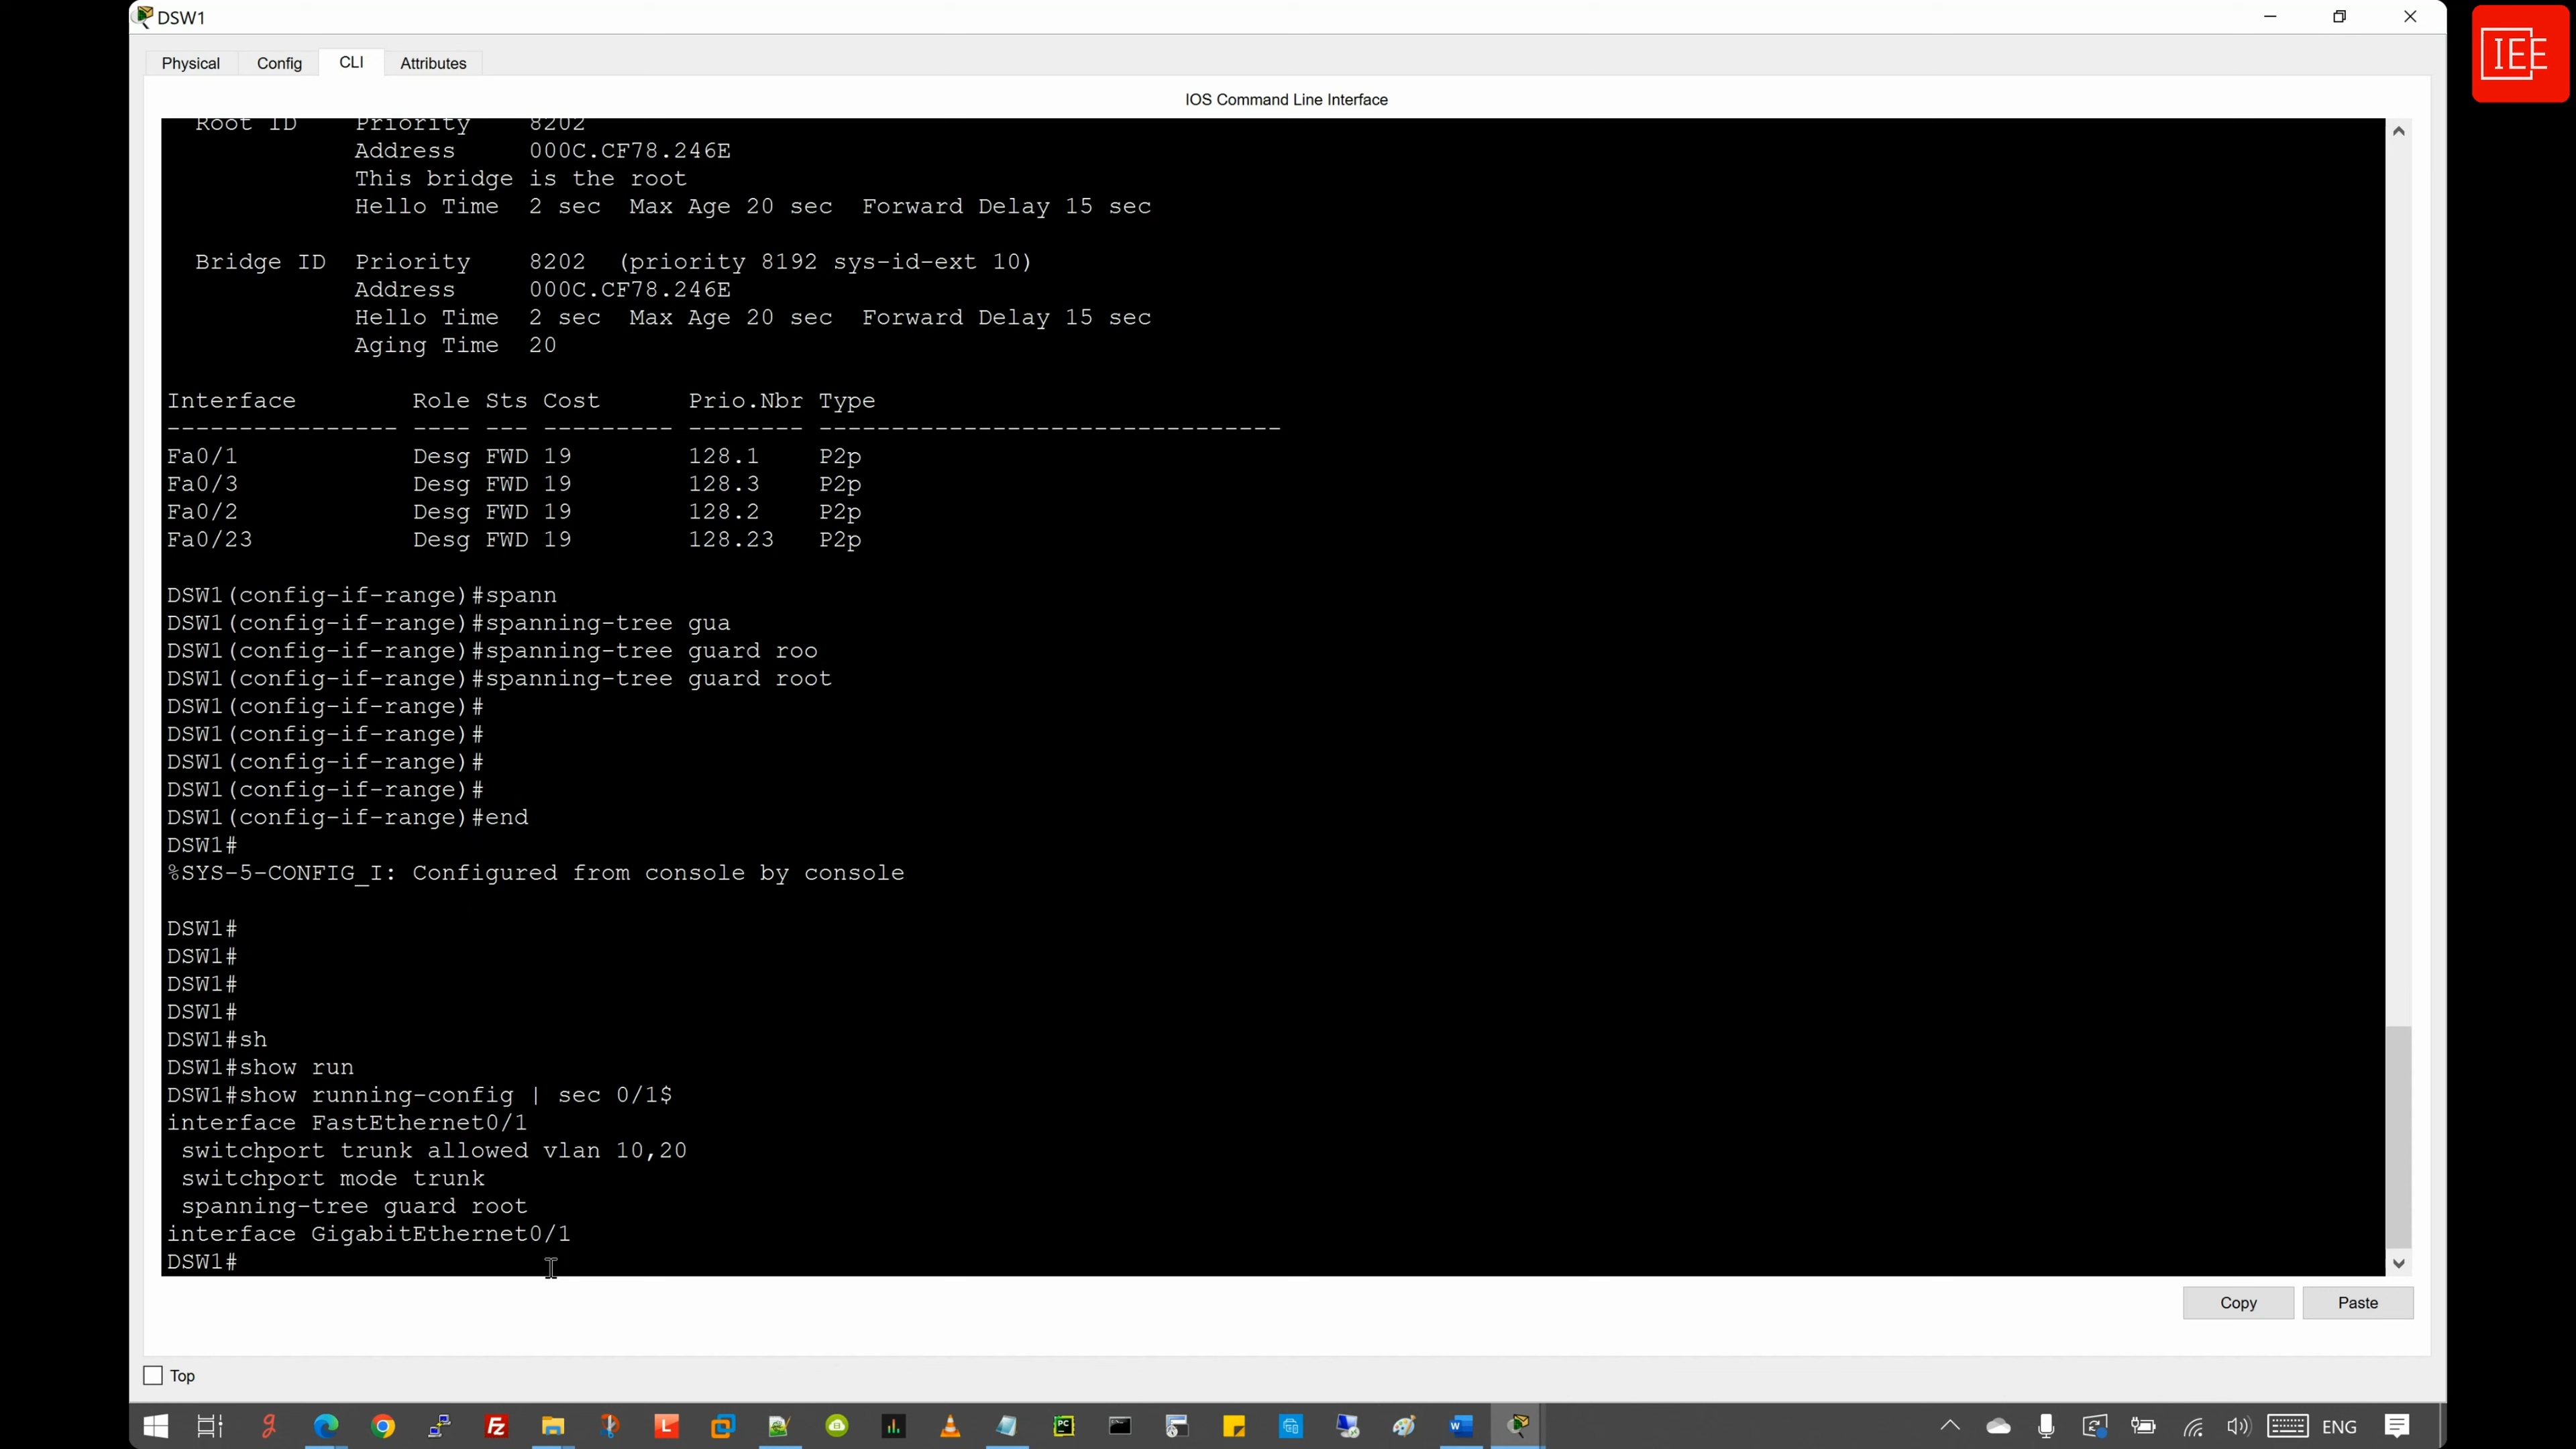 DSW1
Physical Config CLI Attributes
IEE
IOS Command Line Interface
Root ID Priority 8202
Address 000C.CF78.246E
This bridge is the root
Hello Time 2 sec Max Age 20 sec Forward Delay 15 sec
Bridge ID Priority 8202 (priority 8192 sys-id-ext 10)
Address 000C.CF78.246E
Hello Time 2 sec Max Age 20 sec Forward Delay 15 sec
Aging Time 20
Interface Role Sts Cost Prio.Nbr Type
---------------- ---- --- --------- -------- --------------------------------
Fa0/1 Desg FWD 19 128.1 P2p
Fa0/3 Desg FWD 19 128.3 P2p
Fa0/2 Desg FWD 19 128.2 P2p
Fa0/23 Desg FWD 19 128.23 P2p
DSW1(config-if-range)#spann
DSW1(config-if-range)#spanning-tree gua
DSW1(config-if-range)#spanning-tree guard roo
DSW1(config-if-range)#spanning-tree guard root
DSW1(config-if-range)#
DSW1(config-if-range)#
DSW1(config-if-range)#
DSW1(config-if-range)#
DSW1(config-if-range)#end
DSW1#
%SYS-5-CONFIG_I: Configured from console by console
DSW1#
DSW1#
DSW1#
DSW1#
DSW1#sh
DSW1#show run
DSW1#show running-config | sec 0/1$
interface FastEthernet0/1
switchport trunk allowed vlan 10,20
switchport mode trunk
spanning-tree guard root
interface GigabitEthernet0/1
DSW1#
Copy Paste
Top
ENG